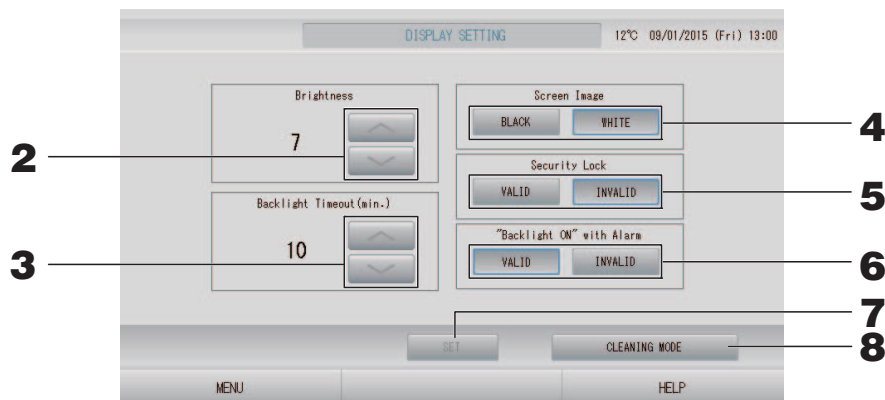 DISPLAY SETTING 12℃ 09/01/2015 (Fri) 13:00
Brightness
7
Backlight Timeout(min.)
10
Screen Image
BLACK WHITE
Security Lock
VALID INVALID
"Backlight ON" with Alarm
VALID INVALID
SET CLEANING MODE
MENU HELP
2
3
4
5
6
7
8